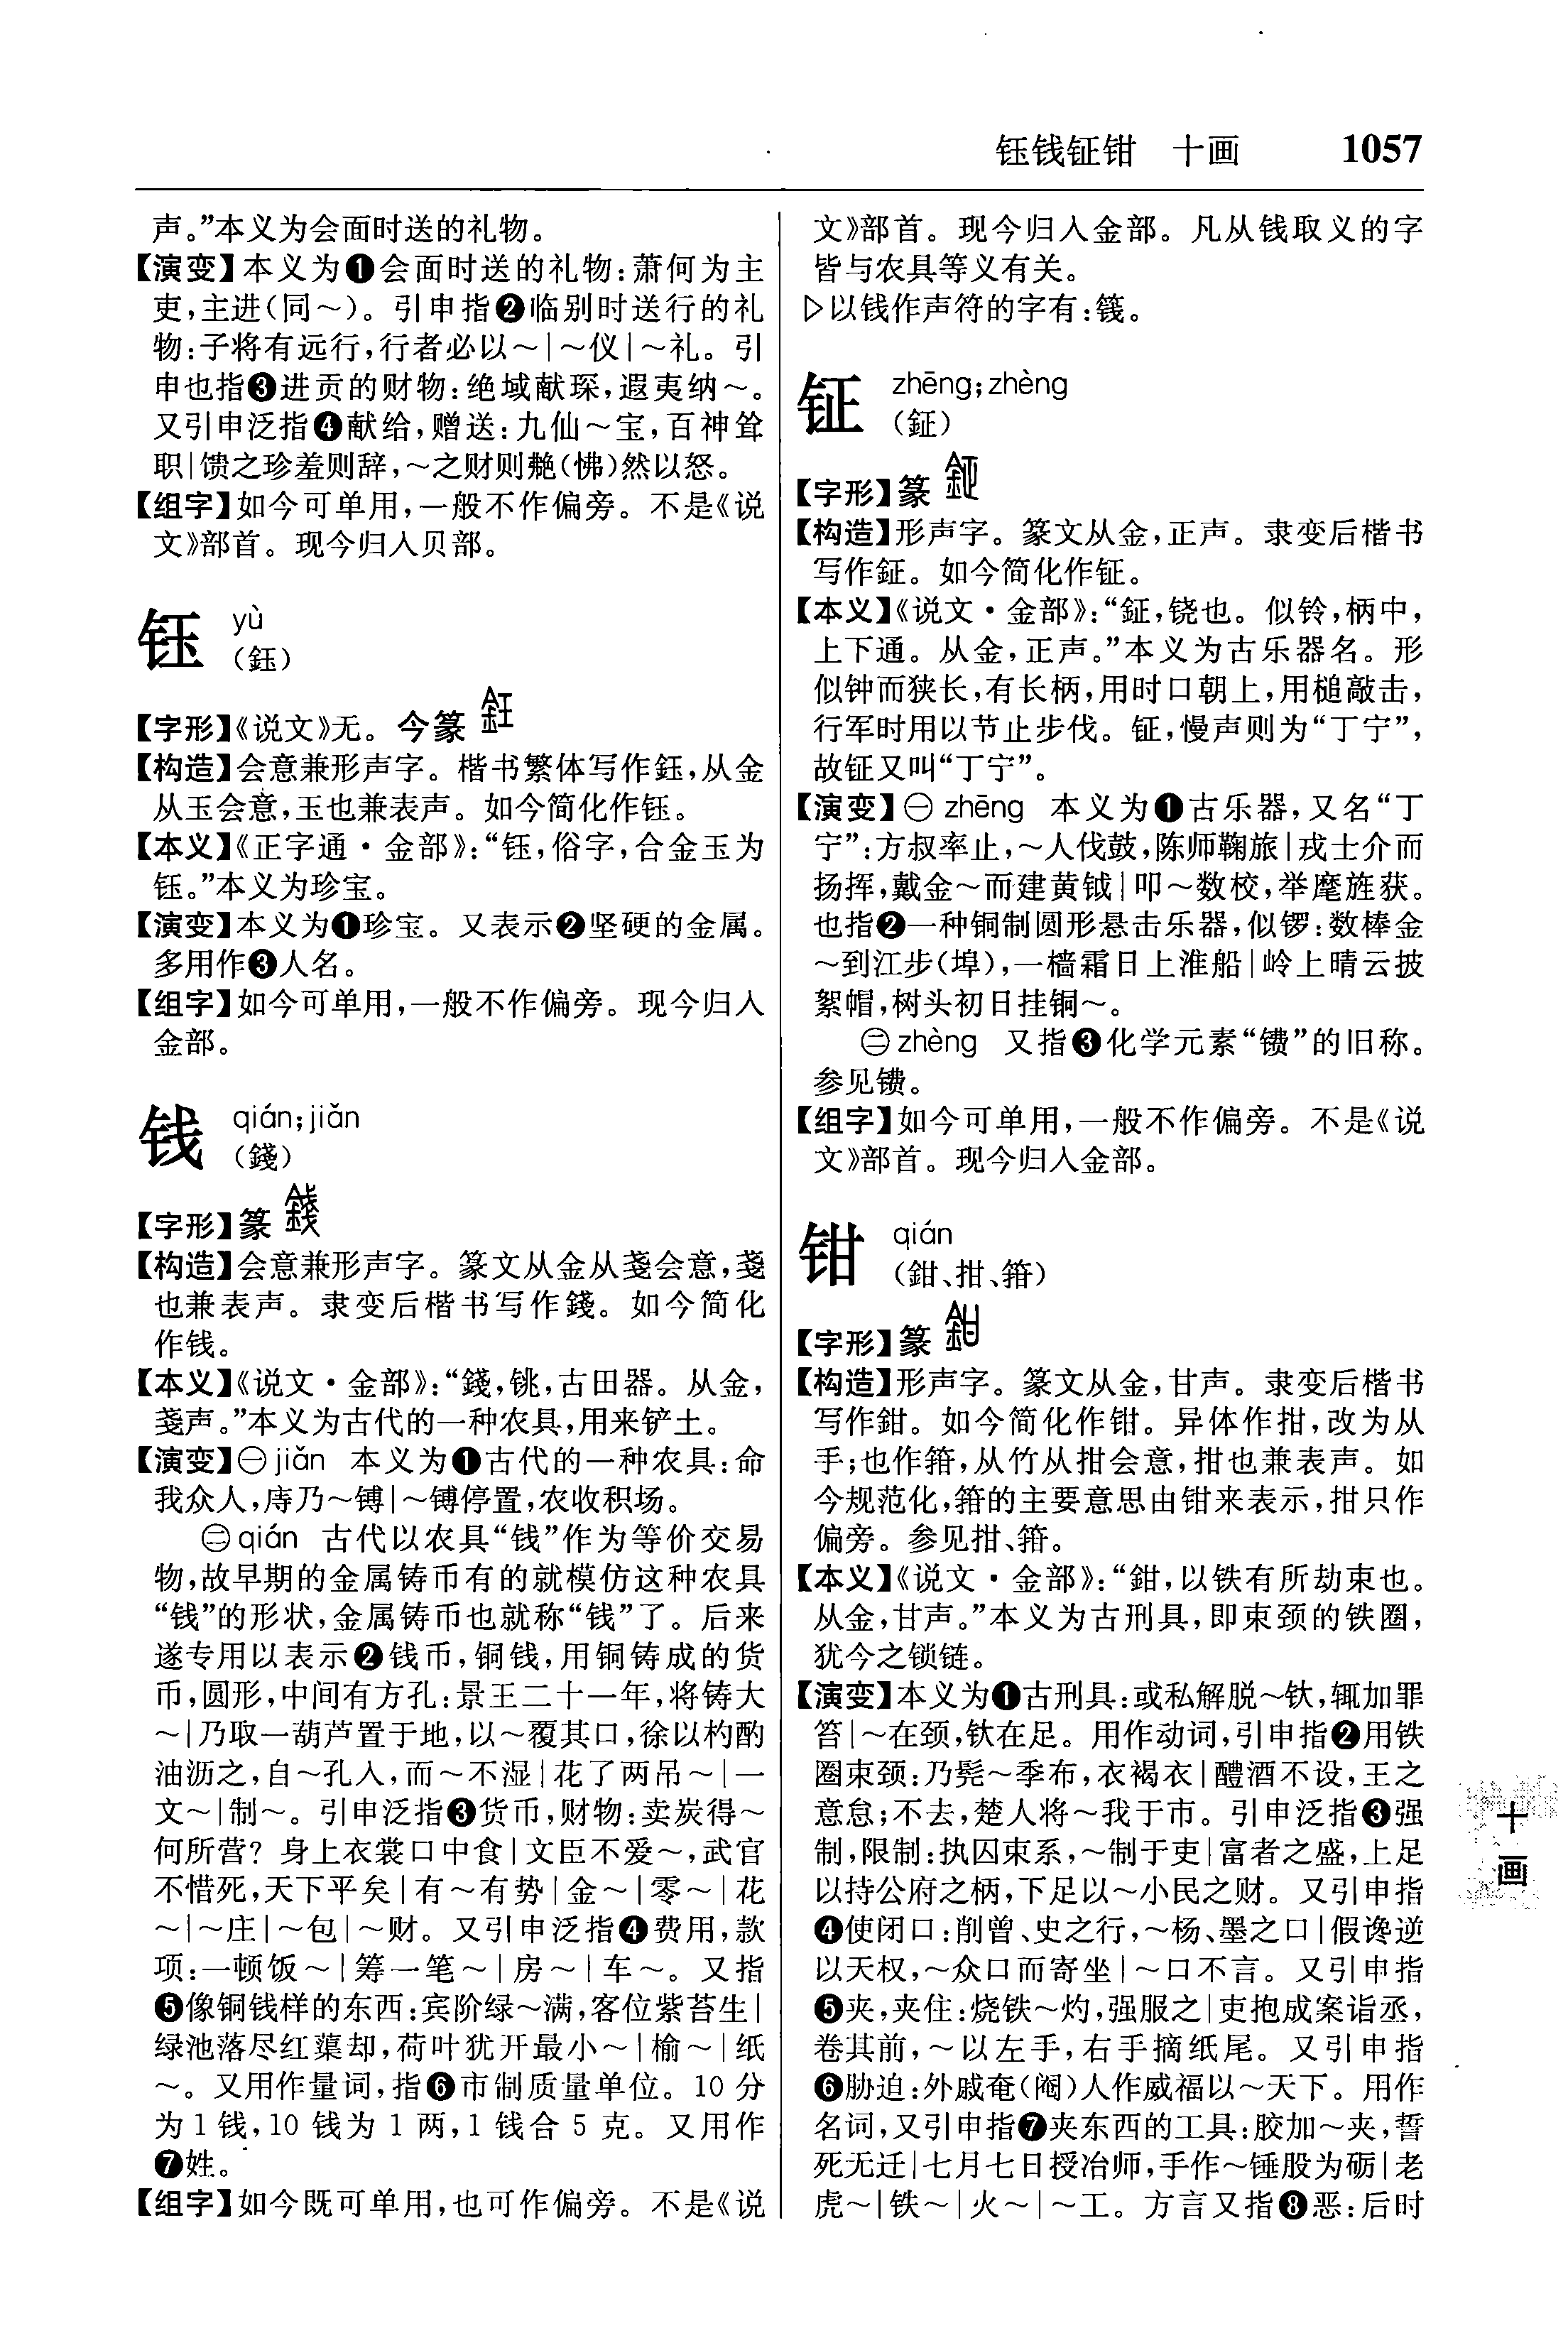 钰钱钲钳　十画　1057
声。”本义为会面时送的礼物。
【演变】本义为❶会面时送的礼物：萧何为主
吏，主进（同～）。引申指❷临别时送行的礼
物：子将有远行，行者必以～｜～仪｜～礼。引
申也指❸进贡的财物：绝域献琛，遐夷纳～。
又引申泛指❹献给，赠送：九仙～宝，百神耸
职｜馈之珍羞则辞，～之财则艴（怫）然以怒。
【组字】如今可单用，一般不作偏旁。不是《说
文》部首。现今归入贝部。
钰 yù
（鈺）
【字形】《说文》无。今篆
【构造】会意兼形声字。楷书繁体写作鈺，从金
从玉会意，玉也兼表声。如今简化作钰。
【本义】《正字通·金部》：“钰，俗字，合金玉为
钰。”本义为珍宝。
【演变】本义为❶珍宝。又表示❷坚硬的金属。
多用作❸人名。
【组字】如今可单用，一般不作偏旁。现今归入
金部。
钱 qián；jiǎn
（錢）
【字形】篆
【构造】会意兼形声字。篆文从金从戔会意，戔
也兼表声。隶变后楷书写作錢。如今简化
作钱。
【本义】《说文·金部》：“錢，铫，古田器。从金，
戔声。”本义为古代的一种农具，用来铲土。
【演变】㊀jiǎn　本义为❶古代的一种农具：命
我众人，庤乃～镈｜～镈停置，农收积场。
㊁qián　古代以农具“钱”作为等价交易
物，故早期的金属铸币有的就模仿这种农具
“钱”的形状，金属铸币也就称“钱”了。后来
遂专用以表示❷钱币，铜钱，用铜铸成的货
币，圆形，中间有方孔：景王二十一年，将铸大
～｜乃取一葫芦置于地，以～覆其口，徐以杓酌
油沥之，自～孔入，而～不湿｜花了两吊～｜一
文～｜制～。引申泛指❸货币，财物：卖炭得～
何所营？身上衣裳口中食｜文臣不爱～，武官
不惜死，天下平矣｜有～有势｜金～｜零～｜花
～｜～庄｜～包｜～财。又引申泛指❹费用，款
项：一顿饭～｜筹一笔～｜房～｜车～。又指
❺像铜钱样的东西：宾阶绿～满，客位紫苔生｜
绿池落尽红蕖却，荷叶犹开最小～｜榆～｜纸
～。又用作量词，指❻市制质量单位。10分
为1钱，10钱为1两，1钱合5克。又用作
❼姓。
【组字】如今既可单用，也可作偏旁。不是《说
文》部首。现今归入金部。凡从钱取义的字
皆与农具等义有关。
▷以钱作声符的字有：篯。
钲 zhēng；zhèng
（鉦）
【字形】篆
【构造】形声字。篆文从金，正声。隶变后楷书
写作鉦。如今简化作钲。
【本义】《说文·金部》：“鉦，铙也。似铃，柄中，
上下通。从金，正声。”本义为古乐器名。形
似钟而狭长，有长柄，用时口朝上，用槌敲击，
行军时用以节止步伐。钲，慢声则为“丁宁”，
故钲又叫“丁宁”。
【演变】㊀zhēng　本义为❶古乐器，又名“丁
宁”：方叔率止，～人伐鼓，陈师鞠旅｜戎士介而
扬挥，戴金～而建黄钺｜叩～数校，举麾旌获。
也指❷一种铜制圆形悬击乐器，似锣：数棒金
～到江步（埠），一樯霜日上淮船｜岭上晴云披
絮帽，树头初日挂铜～。
㊁zhèng　又指❸化学元素“镄”的旧称。
参见镄。
【组字】如今可单用，一般不作偏旁。不是《说
文》部首。现今归入金部。
钳 qián
（鉗、拑、箝）
【字形】篆
【构造】形声字。篆文从金，甘声。隶变后楷书
写作鉗。如今简化作钳。异体作拑，改为从
手；也作箝，从竹从拑会意，拑也兼表声。如
今规范化，箝的主要意思由钳来表示，拑只作
偏旁。参见拑、箝。
【本义】《说文·金部》：“鉗，以铁有所劫束也。
从金，甘声。”本义为古刑具，即束颈的铁圈，
犹今之锁链。
【演变】本义为❶古刑具：或私解脱～釱，辄加罪
笞｜～在颈，釱在足。用作动词，引申指❷用铁
圈束颈：乃髡～季布，衣褐衣｜醴酒不设，王之
意怠；不去，楚人将～我于市。引申泛指❸强
制，限制：执囚束系，～制于吏｜富者之盛，上足
以持公府之柄，下足以～小民之财。又引申指
❹使闭口：削曾、史之行，～杨、墨之口｜假谗逆
以天权，～众口而寄坐｜～口不言。又引申指
❺夹，夹住：烧铁～灼，强服之｜吏抱成案诣丞，
卷其前，～以左手，右手摘纸尾。又引申指
❻胁迫：外戚奄（阉）人作威福以～天下。用作
名词，又引申指❼夹东西的工具：胶加～夹，誓
死无迁｜七月七日授冶师，手作～锤股为砺｜老
虎～｜铁～｜火～｜～工。方言又指❽恶：后时
十画